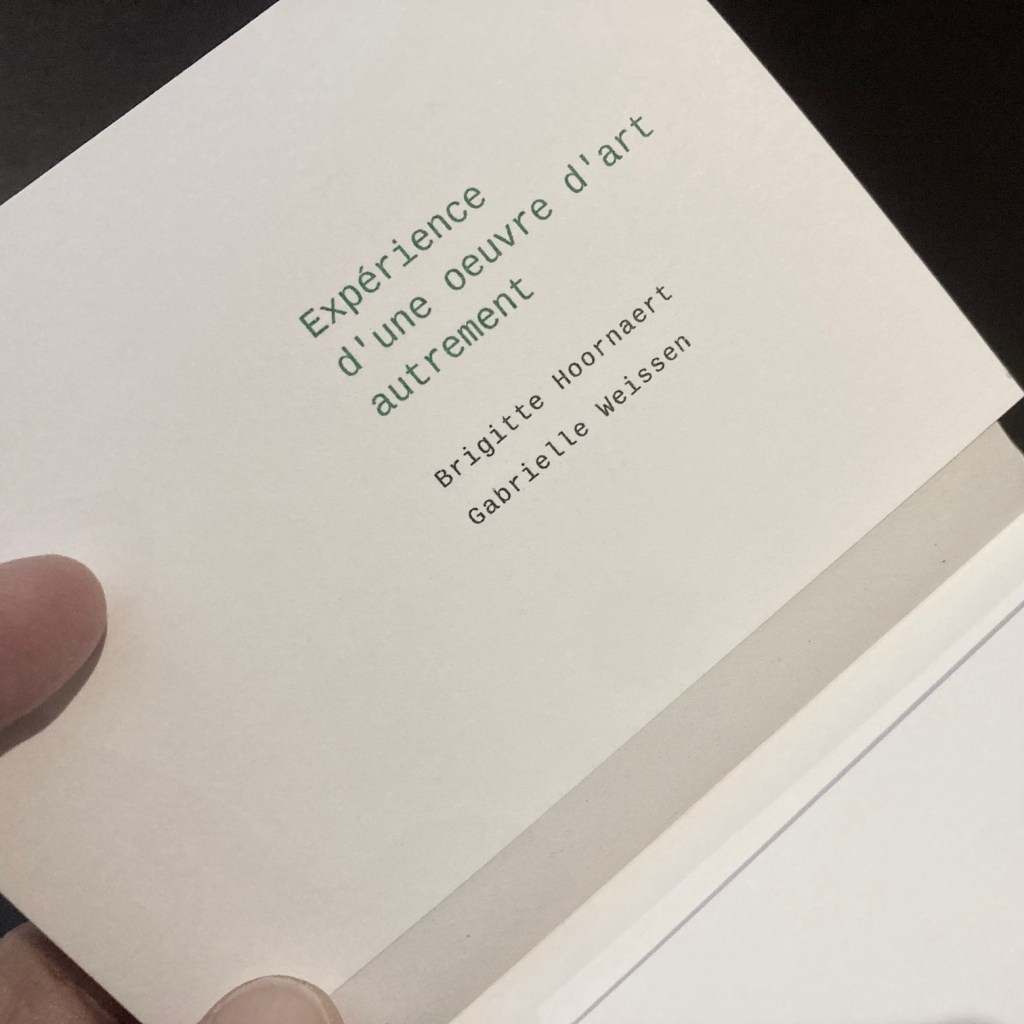 Expérience
d'une oeuvre d'art
autrement
Brigitte Hoornaert
Gabrielle Weissen